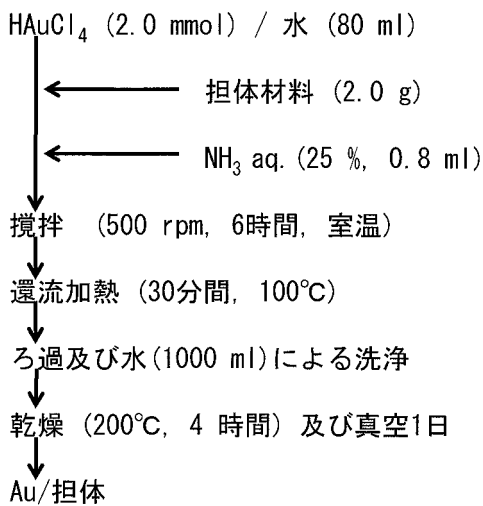 HAuCl₄ (2.0 mmol) / 水 (80 ml)
担体材料 (2.0 g)
NH₃ aq. (25 %, 0.8 ml)
撹拌 (500 rpm, 6時間, 室温)
還流加熱 (30分間, 100℃)
ろ過及び水(1000 ml)による洗浄
乾燥 (200℃, 4 時間) 及び真空1日
Au/担体